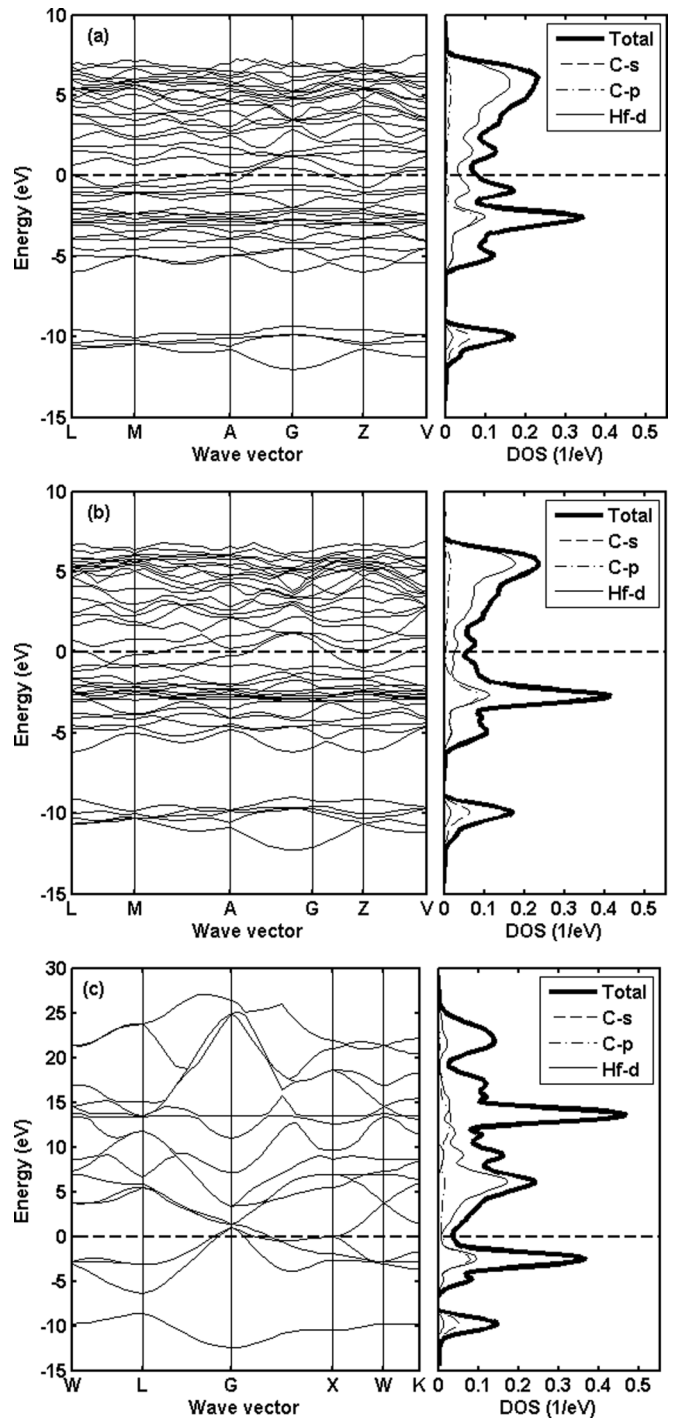 (a)
10
5
0
-5
-10
-15
Energy (eV)
L M A G Z V
Wave vector
Total
C-s
C-p
Hf-d
0 0.1 0.2 0.3 0.4 0.5
DOS (1/eV)
(b)
10
5
0
-5
-10
-15
Energy (eV)
L M A G Z V
Wave vector
Total
C-s
C-p
Hf-d
0 0.1 0.2 0.3 0.4 0.5
DOS (1/eV)
(c)
30
25
20
15
10
5
0
-5
-10
-15
Energy (eV)
W L G X W K
Wave vector
Total
C-s
C-p
Hf-d
0 0.1 0.2 0.3 0.4 0.5
DOS (1/eV)